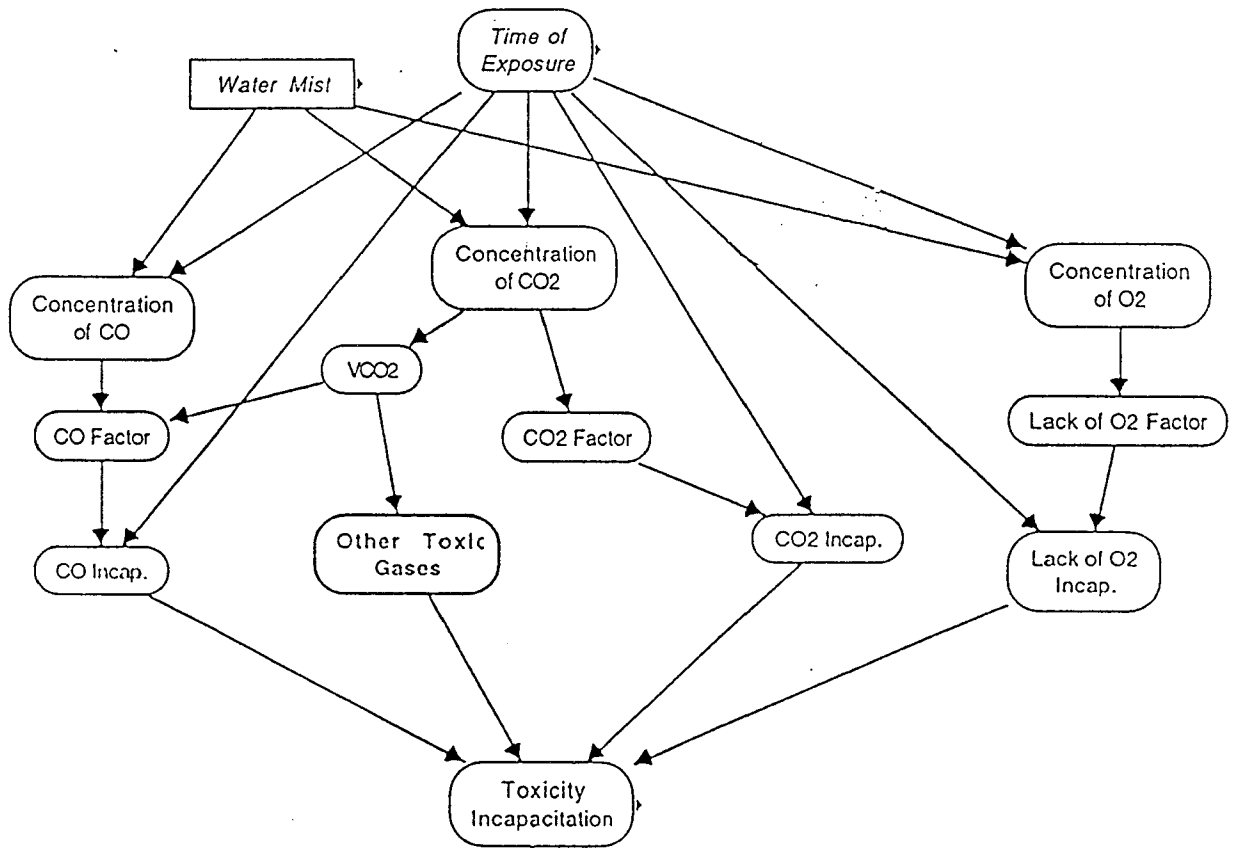 Time of
Exposure
Water Mist
Concentration
of CO2
Concentration
of O2
Concentration
of CO
VCO2
CO Factor
CO2 Factor
Lack of O2 Factor
Other Toxic
Gases
CO2 Incap.
CO Incap.
Lack of O2
Incap.
Toxicity
Incapacitation